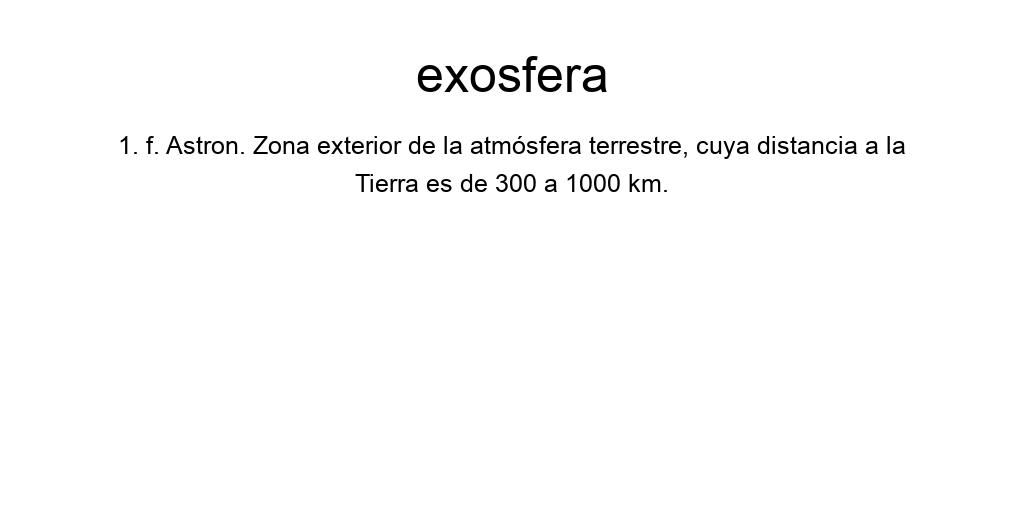 exosfera
1. f. Astron. Zona exterior de la atmósfera terrestre, cuya distancia a la
Tierra es de 300 a 1000 km.